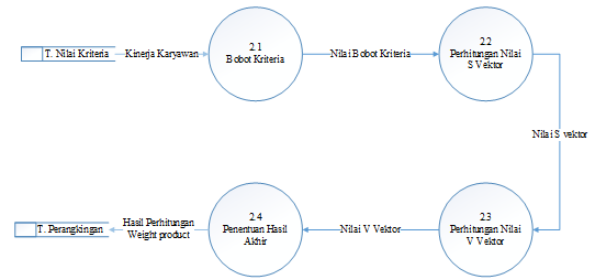 T. Nilai Kriteria
Kinerja Karyawan
2.1
Bobot Kriteria
Nilai Bobot Kriteria
2.2
Perhitungan Nilai
S Vektor
Nilai S vektor
2.3
Perhitungan Nilai
V Vektor
Nilai V Vektor
2.4
Penentuan Hasil
Akhir
Hasil Perhitungan
Weight product
T. Perangkingan